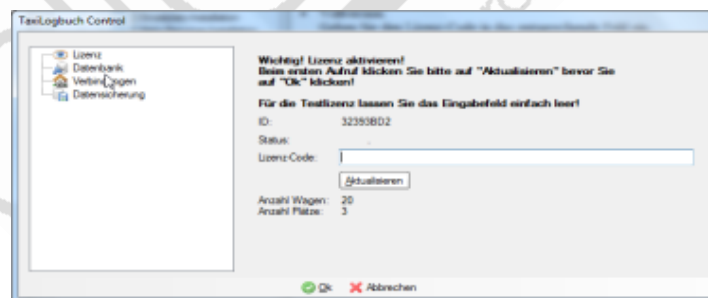 TaxiLogbuch Control
Lizenz
Datenbank
Verbindungen
Datensicherung
Wichtig! Lizenz aktivieren!
Beim ersten Aufruf klicken Sie bitte auf "Aktualisieren" bevor Sie
auf "Ok" klicken!
Für die Testlizenz lassen Sie das Eingabefeld einfach leer!
ID: 32393BD2
Status:
Lizenz-Code:
Aktualisieren
Anzahl Wagen: 20
Anzahl Plätze: 3
Ok Abbrechen